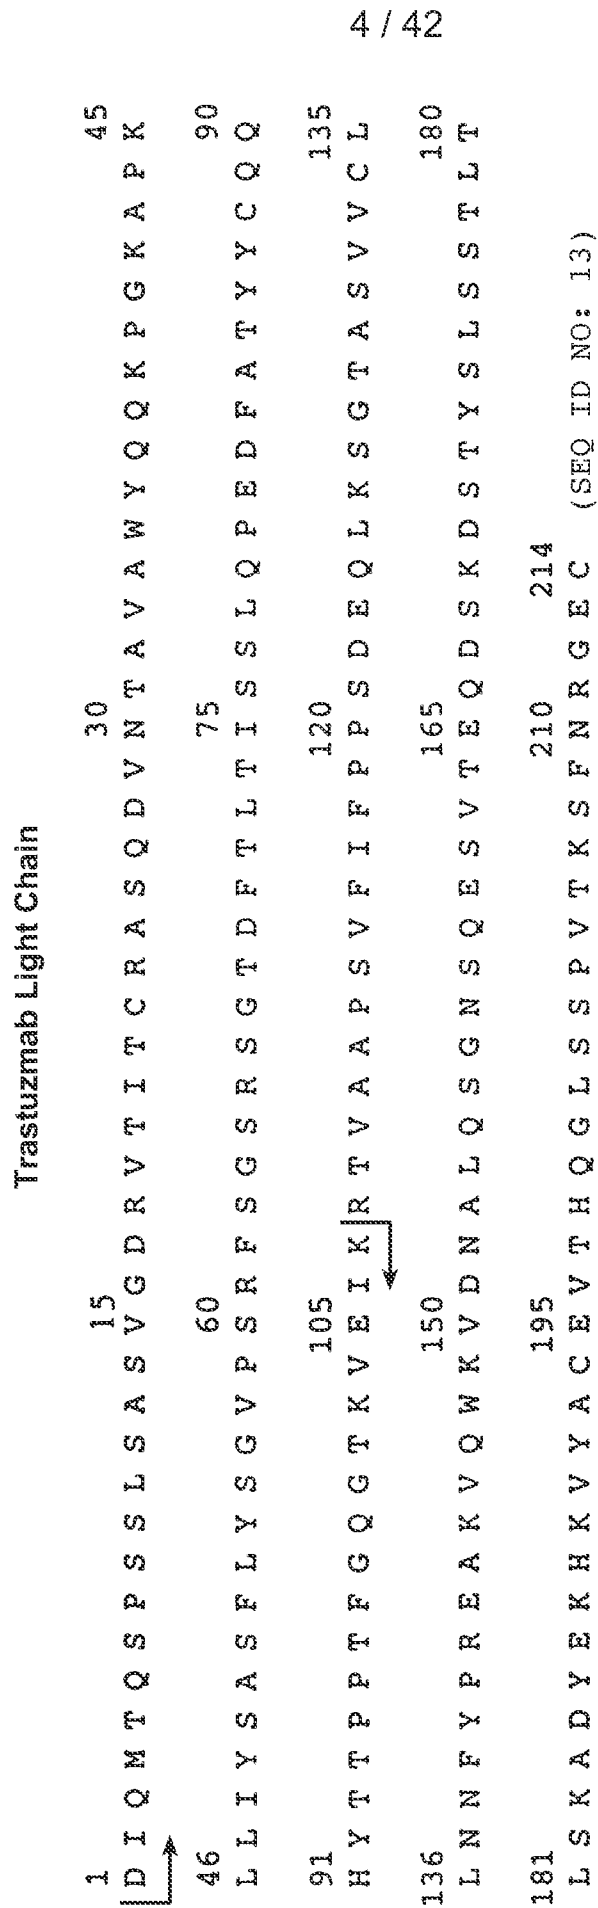 4 / 42
Trastuzmab Light Chain
1 15 30 45
D I Q M T Q S P S S L S A S V G D R V T I T C R A S Q D V N T A V A W Y Q Q K P G K A P K
46 60 75 90
L L I Y S A S F L Y S G V P S R F S G S R S G T D F T L T I S S L Q P E D F A T Y Y C Q Q
91 105 120 135
H Y T T P P T F G Q G T K V E I K R T V A A P S V F I F P P S D E Q L K S G T A S V V C L
136 150 165 180
L N N F Y P R E A K V Q W K V D N A L Q S G N S Q E S V T E Q D S K D S T Y S L S S T L T
181 195 210 214
L S K A D Y E K H K V Y A C E V T H Q G L S S P V T K S F N R G E C (SEQ ID NO: 13)